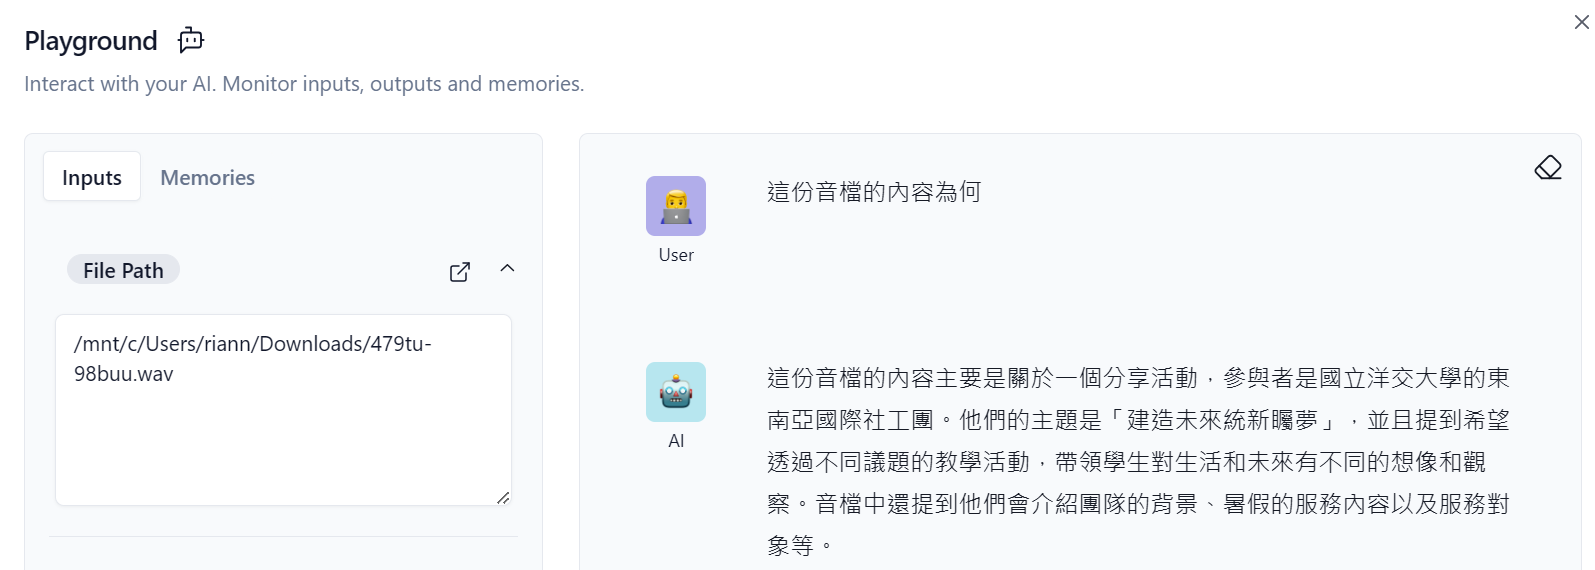 Playground
Interact with your AI. Monitor inputs, outputs and memories.
Inputs
Memories
File Path
/mnt/c/Users/riann/Downloads/479tu-
98buu.wav
這份音檔的內容為何
User
這份音檔的內容主要是關於一個分享活動，參與者是國立洋交大學的東
南亞國際社工團。他們的主題是「建造未來統新矚夢」，並且提到希望
透過不同議題的教學活動，帶領學生對生活和未來有不同的想像和觀
察。音檔中還提到他們會介紹團隊的背景、暑假的服務內容以及服務對
象等。
AI